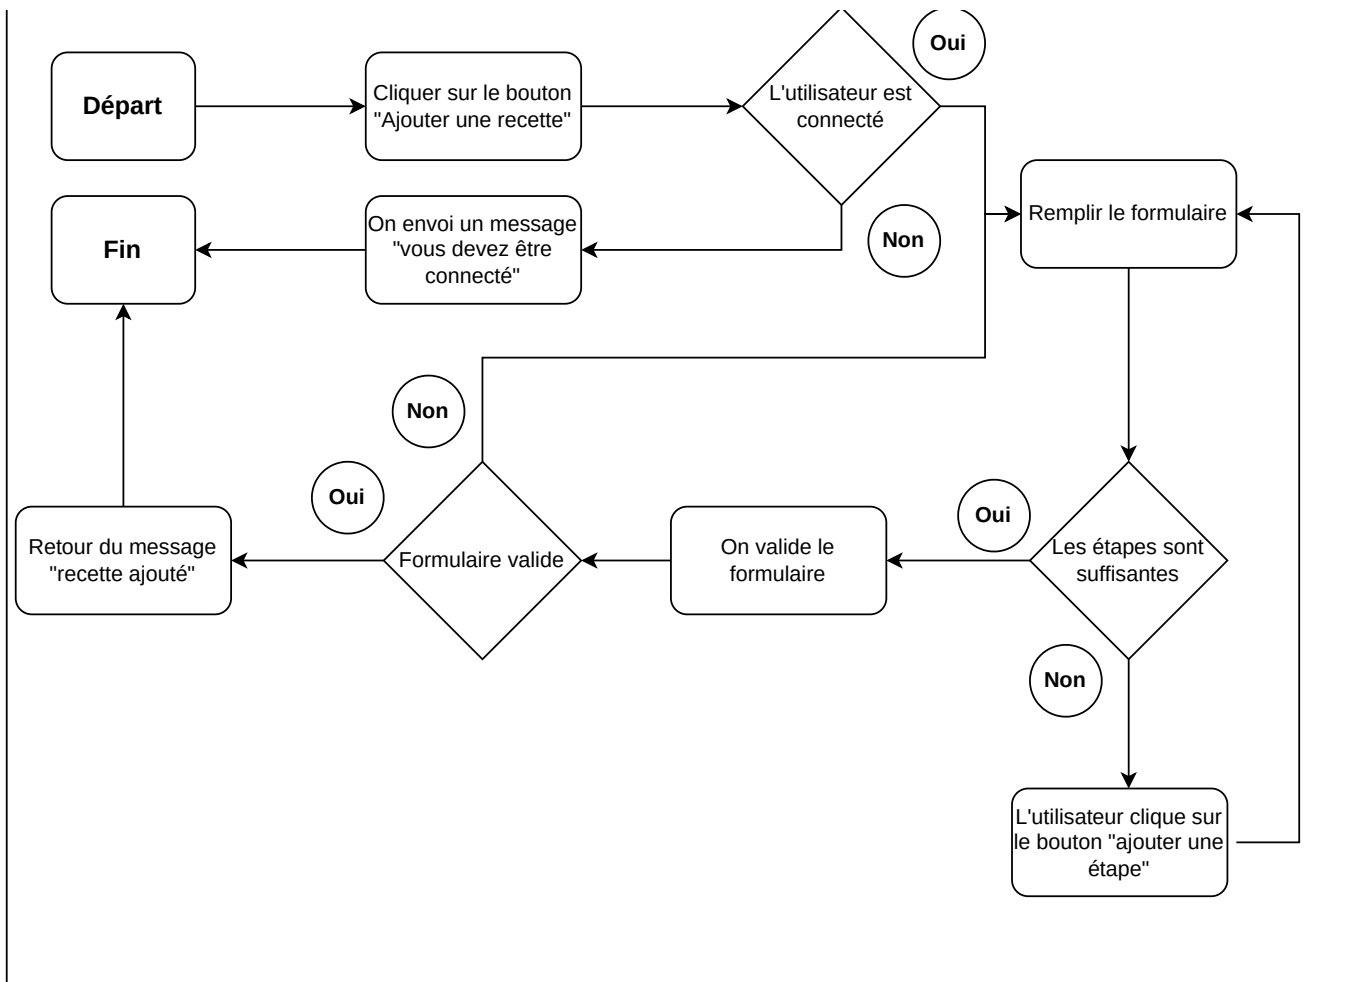 Départ
Cliquer sur le bouton
"Ajouter une recette"
L'utilisateur est
connecté
Oui
Fin
On envoi un message
"vous devez être
connecté"
Non
Remplir le formulaire
Non
Oui
Retour du message
"recette ajouté"
Formulaire valide
On valide le
formulaire
Oui
Les étapes sont
suffisantes
Non
L'utilisateur clique sur
le bouton "ajouter une
étape"